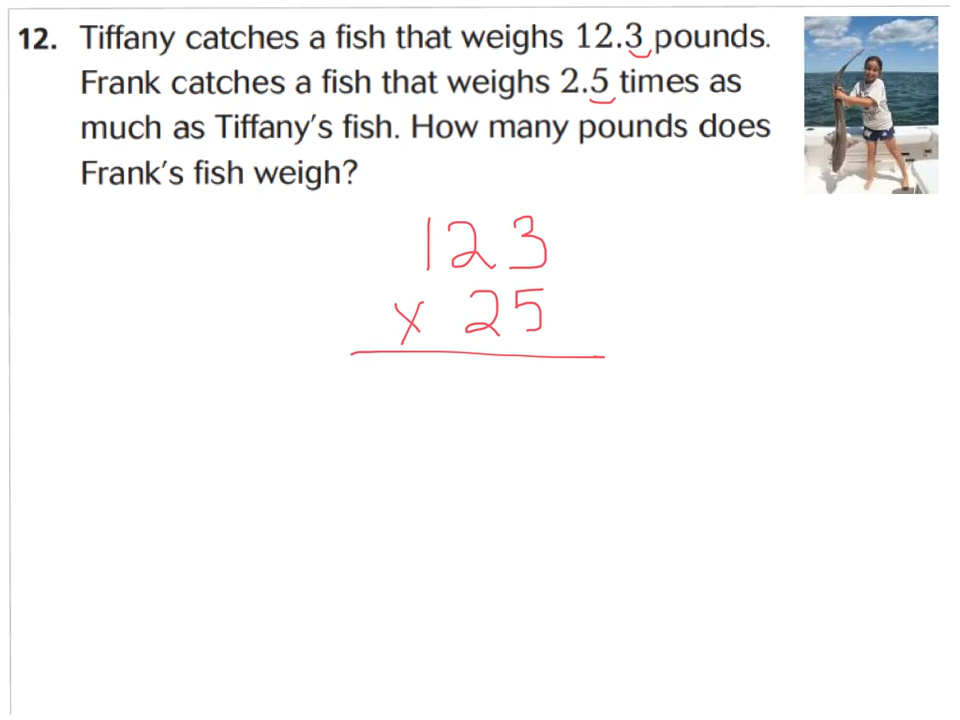 12. Tiffany catches a fish that weighs 12.3 pounds.
Frank catches a fish that weighs 2.5 times as
much as Tiffany's fish. How many pounds does
Frank's fish weigh?
123
x 25